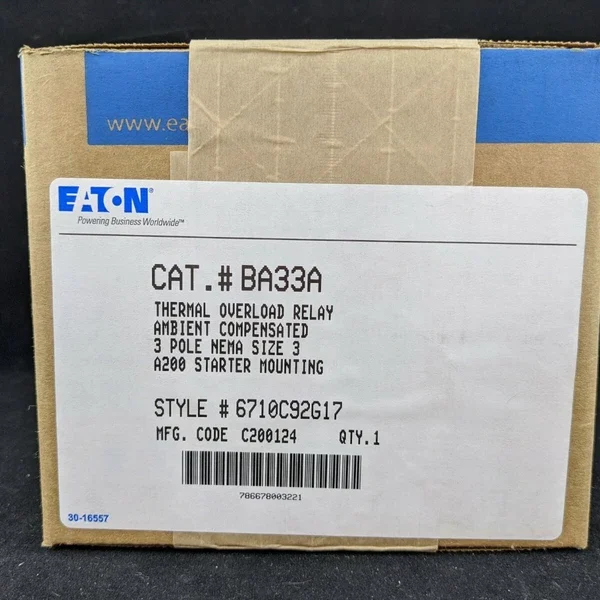 www.ea
EATON®
Powering Business Worldwide™
CAT.# BA33A
THERMAL OVERLOAD RELAY
AMBIENT COMPENSATED
3 POLE NEMA SIZE 3
A200 STARTER MOUNTING
STYLE # 6710C92G17
MFG. CODE C200124 QTY.1
786678003221
30-16557